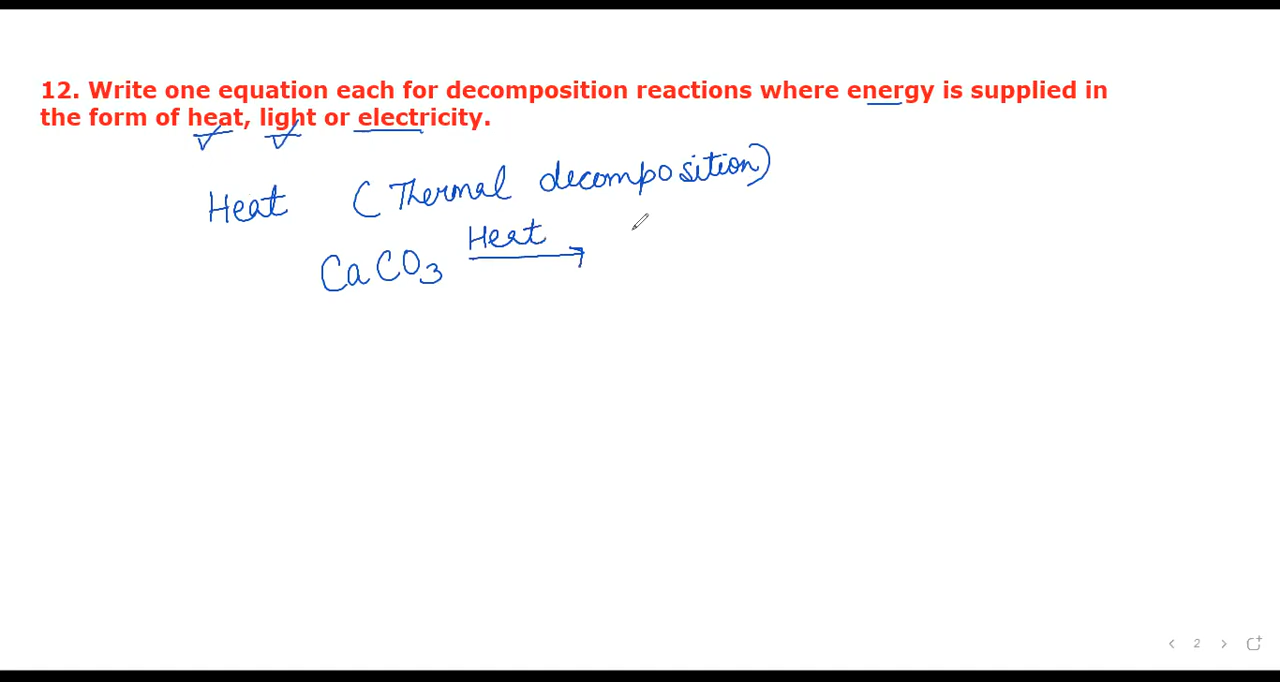 12. Write one equation each for decomposition reactions where energy is supplied in
the form of heat, light or electricity.
Heat (Thermal decomposition)
CaCO3 Heat →
2